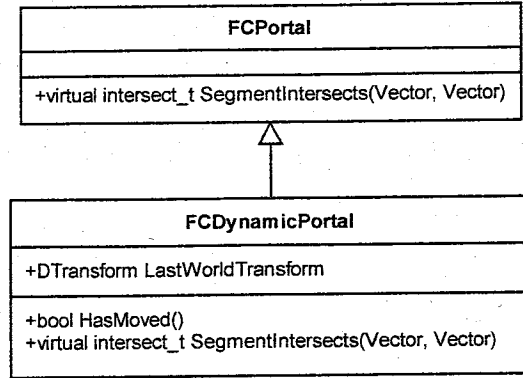 FCPortal
+virtual intersect_t SegmentIntersects(Vector, Vector)
FCDynamicPortal
+DTransform LastWorldTransform
+bool HasMoved()
+virtual intersect_t SegmentIntersects(Vector, Vector)